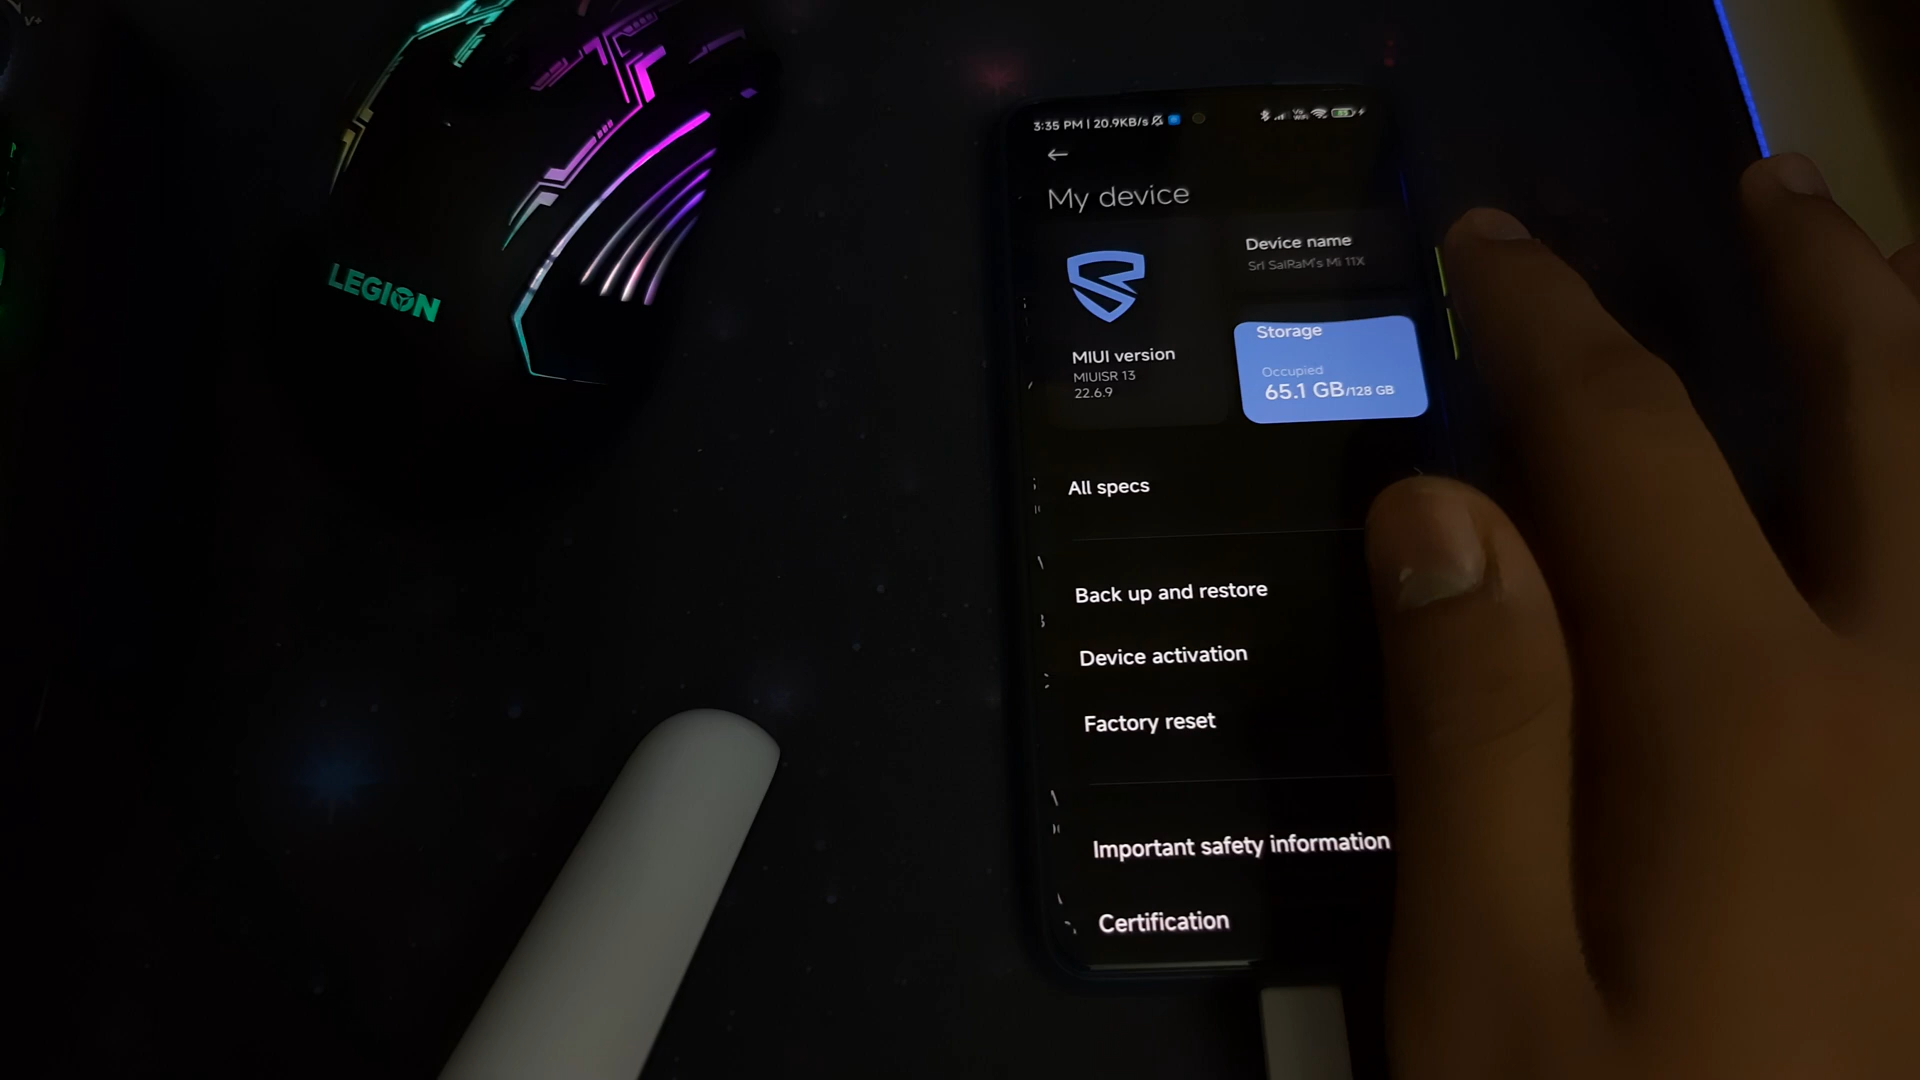 LEGION
3:35 PM | 20.9KB/s
My device
Device name
Sri SaiRaM's Mi 11X
MIUI version
MIUISR 13
22.6.9
Storage
Occupied
65.1 GB/128 GB
All specs
Back up and restore
Device activation
Factory reset
Important safety information
Certification